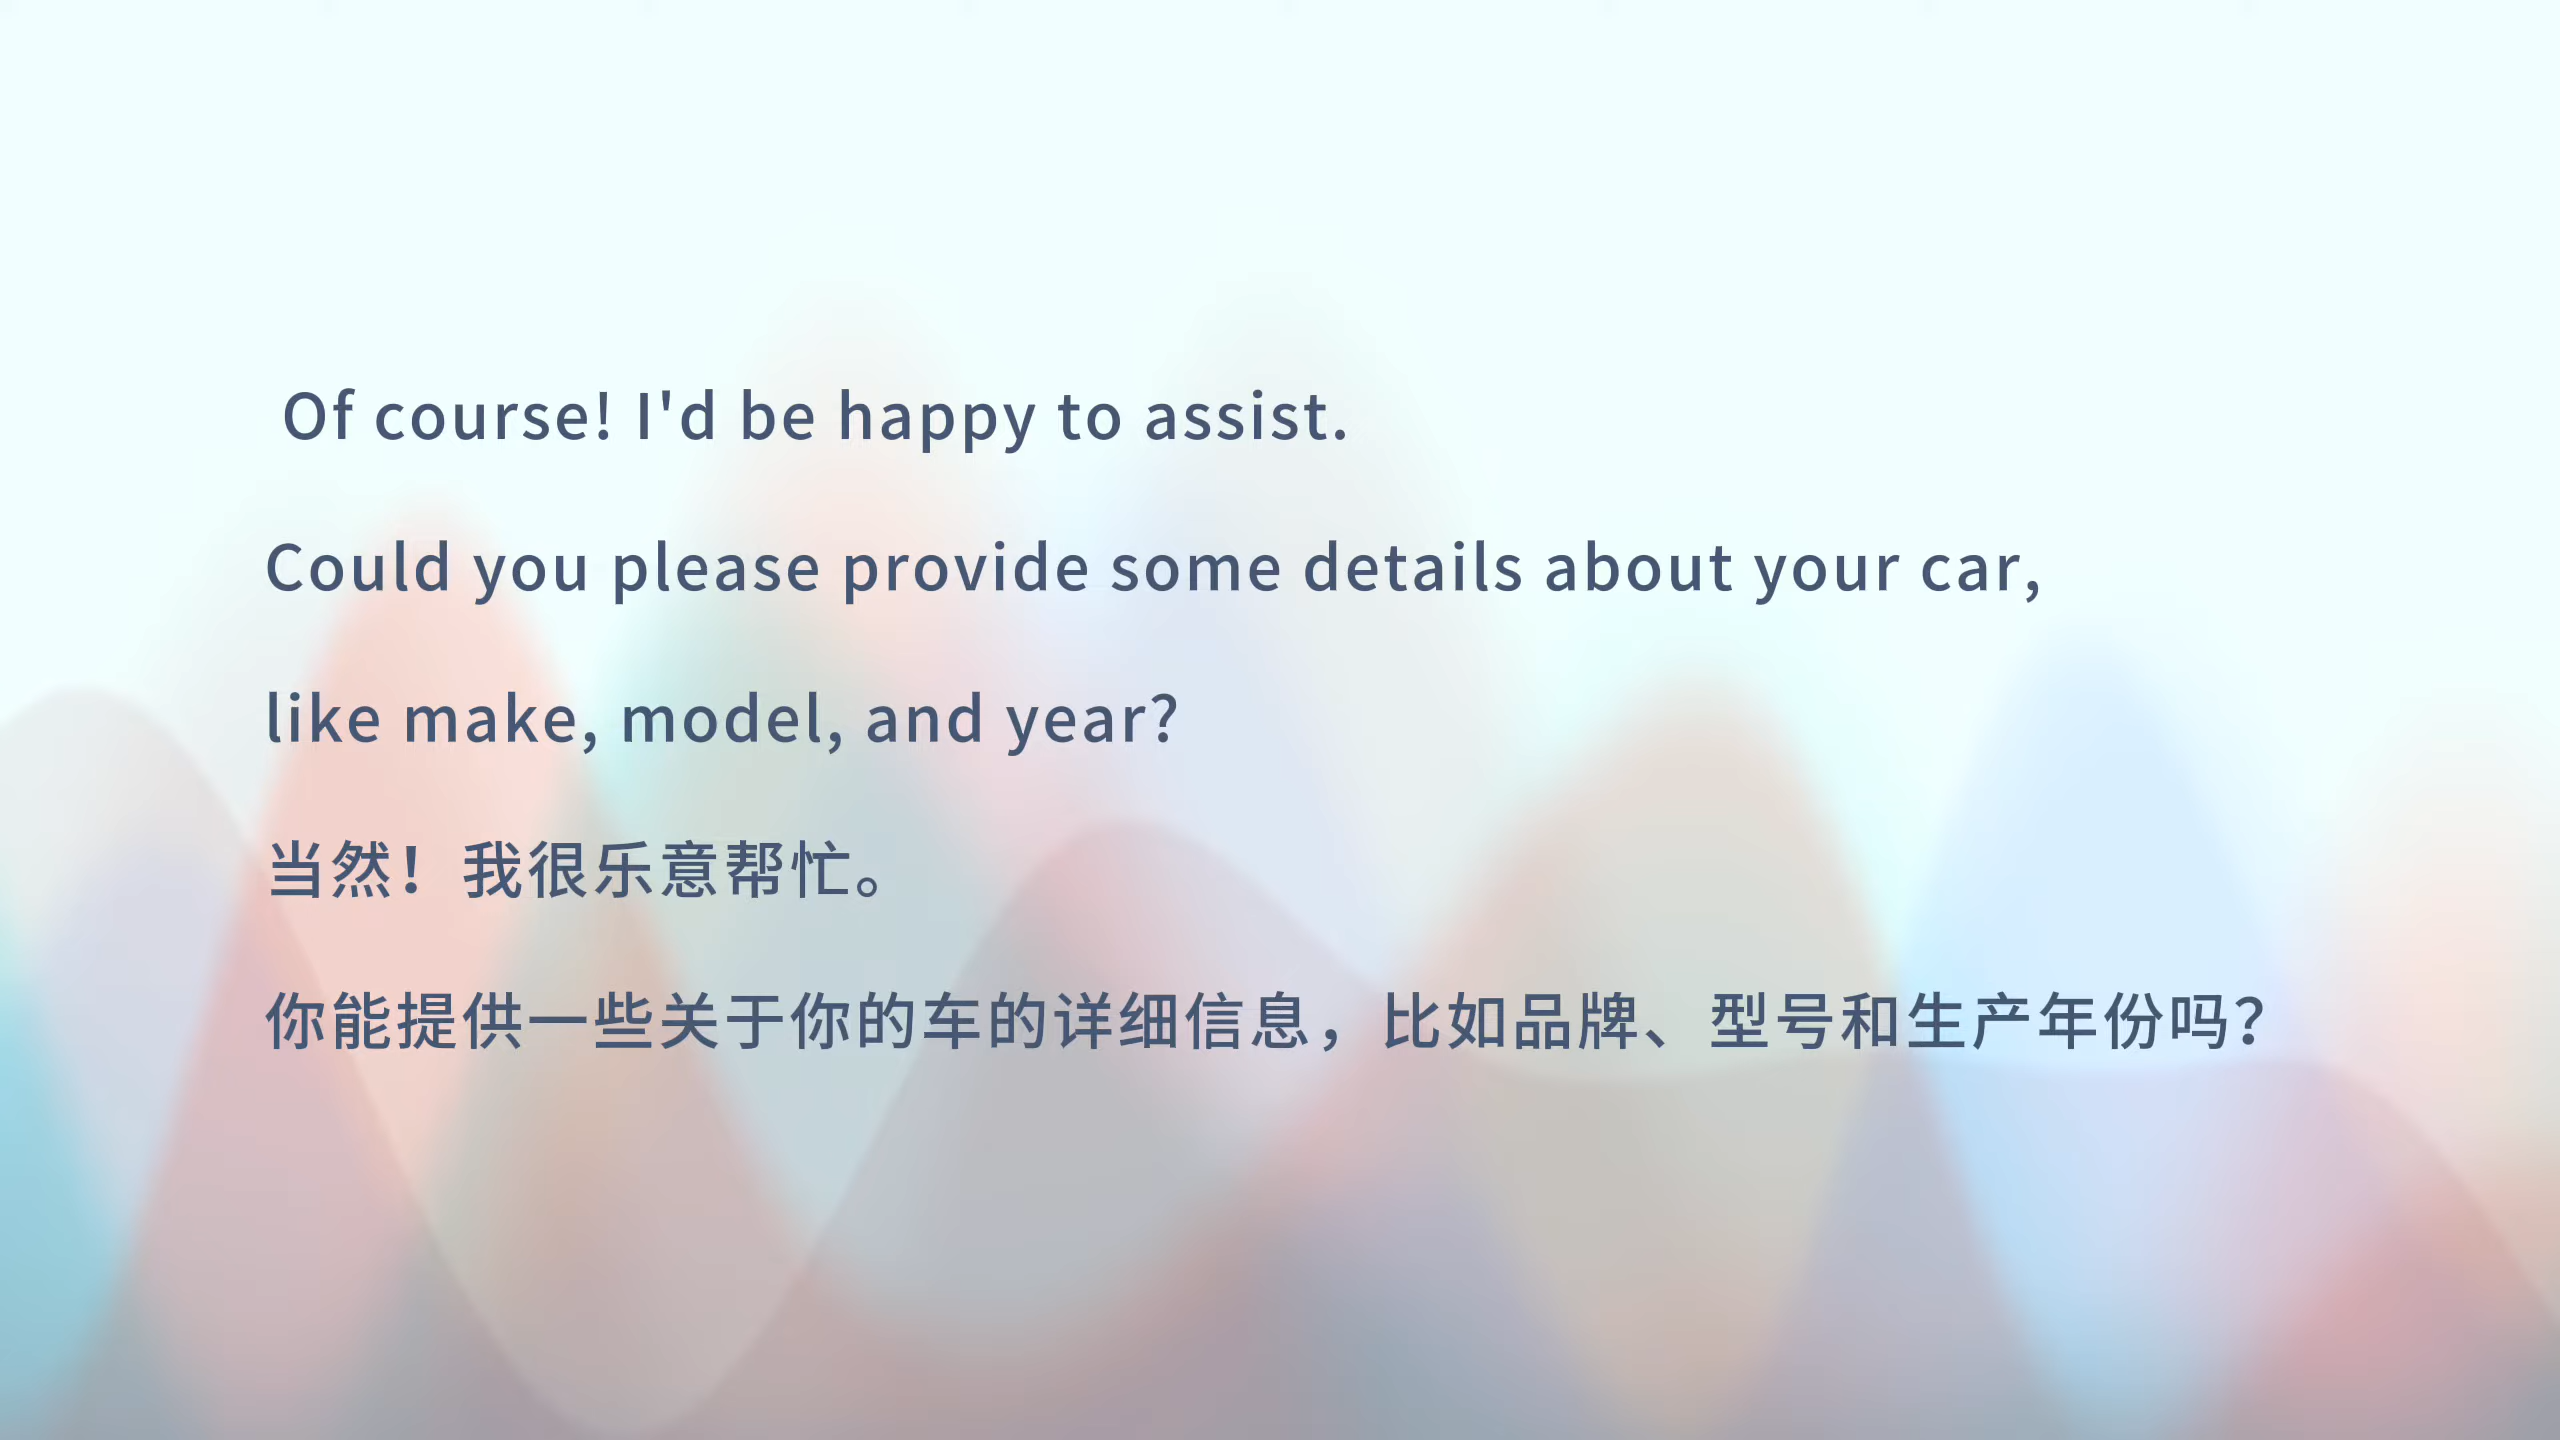 Of course! I'd be happy to assist.
Could you please provide some details about your car,
like make, model, and year?
当然！我很乐意帮忙。
你能提供一些关于你的车的详细信息，比如品牌、型号和生产年份吗？